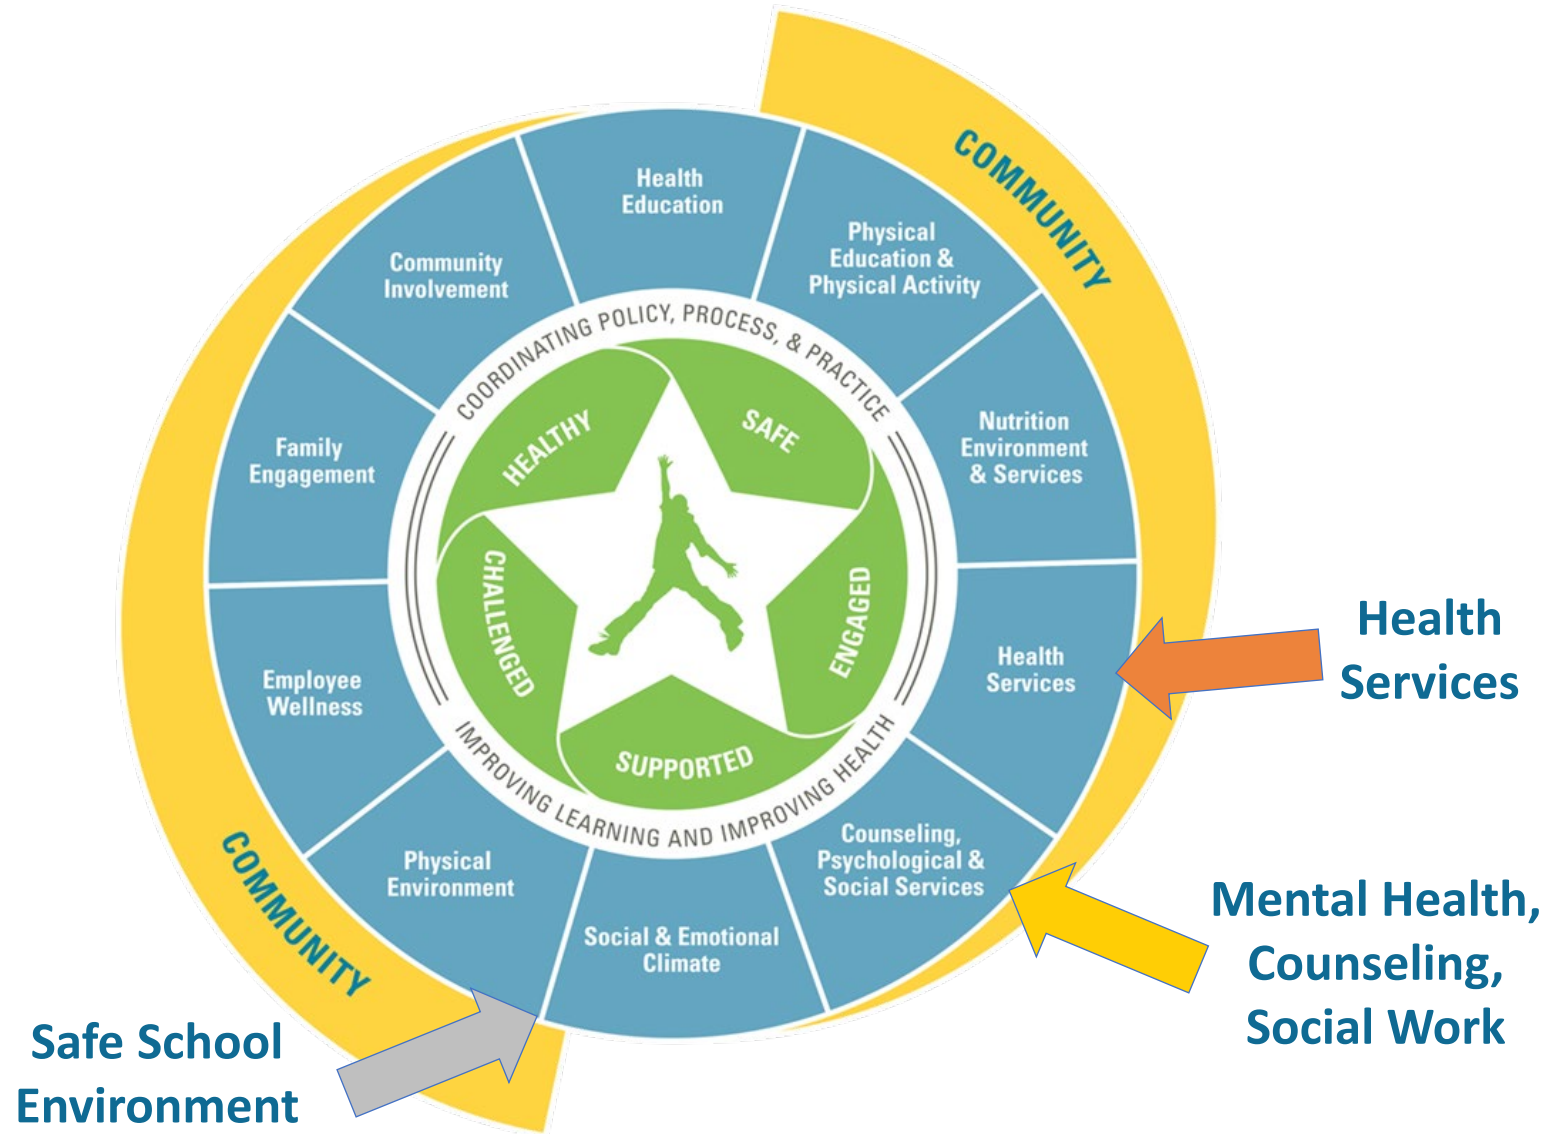 COMMUNITY
Health
Education
Physical
Education &
Physical Activity
Nutrition
Environment
& Services
Health
Services
Counseling,
Psychological &
Social Services
Social & Emotional
Climate
Physical
Environment
Employee
Wellness
Family
Engagement
Community
Involvement
COORDINATING POLICY, PROCESS, & PRACTICE
IMPROVING LEARNING AND IMPROVING HEALTH
HEALTHY
SAFE
ENGAGED
SUPPORTED
CHALLENGED
COMMUNITY
Health
Services
Mental Health,
Counseling,
Social Work
Safe School
Environment